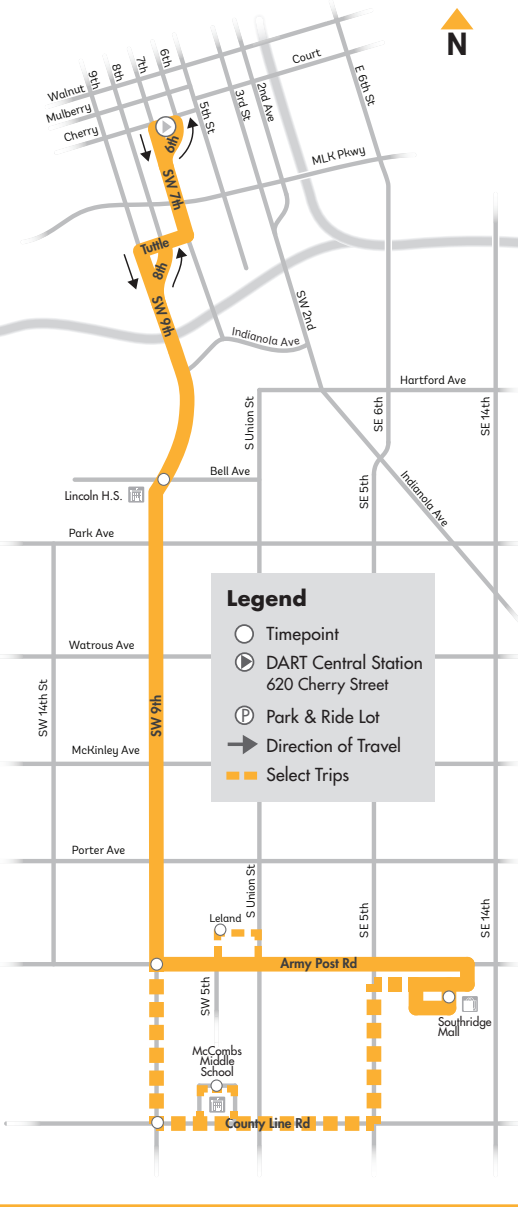 N
6th
7th
8th
9th
Court
Walnut
Mulberry
Cherry
5th St
3rd St
2nd Ave
E 6th St
6th
MLK Pkwy
SW 7th
Tuttle
8th
SW 9th
SW 2nd
Indianola Ave
Hartford Ave
S Union St
SE 6th
SE 14th
Bell Ave
Lincoln H.S.
SE 5th
Indianola Ave
Park Ave
Legend
Timepoint
DART Central Station
620 Cherry Street
P Park & Ride Lot
Direction of Travel
Select Trips
Watrous Ave
SW 14th St
SW 9th
McKinley Ave
Porter Ave
S Union St
Leland
SE 5th
SE 14th
Army Post Rd
SW 5th
Southridge
Mall
McCombs
Middle
School
County Line Rd